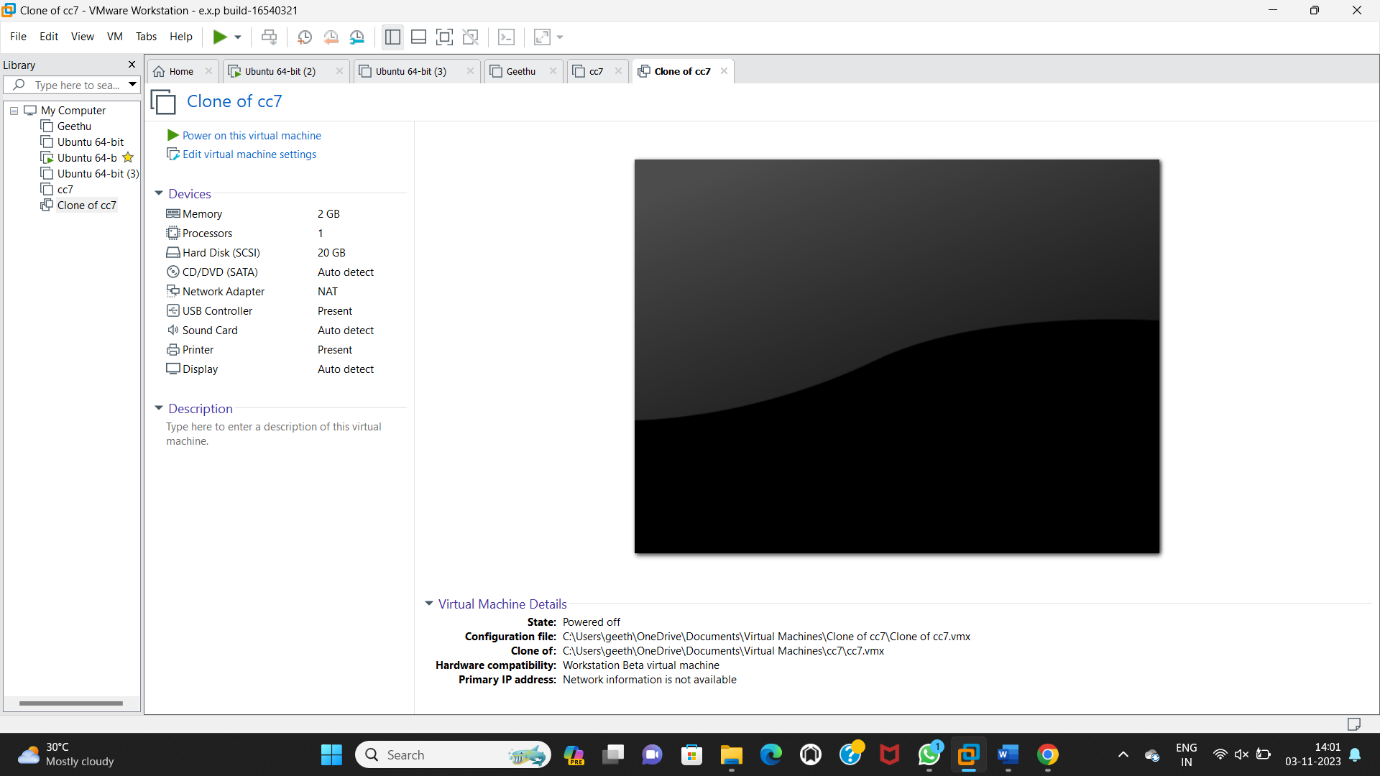 Clone of cc7 - VMware Workstation - e.x.p build-16540321
File Edit View VM Tabs Help
Library
Type here to sea...
Home Ubuntu 64-bit (2) Ubuntu 64-bit (3) Geethu cc7 Clone of cc7
My Computer
Geethu
Ubuntu 64-bit
Ubuntu 64-b
Ubuntu 64-bit (3)
cc7
Clone of cc7
Clone of cc7
Power on this virtual machine
Edit virtual machine settings
Devices
Memory 2 GB
Processors 1
Hard Disk (SCSI) 20 GB
CD/DVD (SATA) Auto detect
Network Adapter NAT
USB Controller Present
Sound Card Auto detect
Printer Present
Display Auto detect
Description
Type here to enter a description of this virtual
machine.
Virtual Machine Details
State: Powered off
Configuration file: C:\Users\geeth\OneDrive\Documents\Virtual Machines\Clone of cc7\Clone of cc7.vmx
Clone of: C:\Users\geeth\OneDrive\Documents\Virtual Machines\cc7\cc7.vmx
Hardware compatibility: Workstation Beta virtual machine
Primary IP address: Network information is not available
30°C
Mostly cloudy
Search
PRE
1
ENG
IN
14:01
03-11-2023